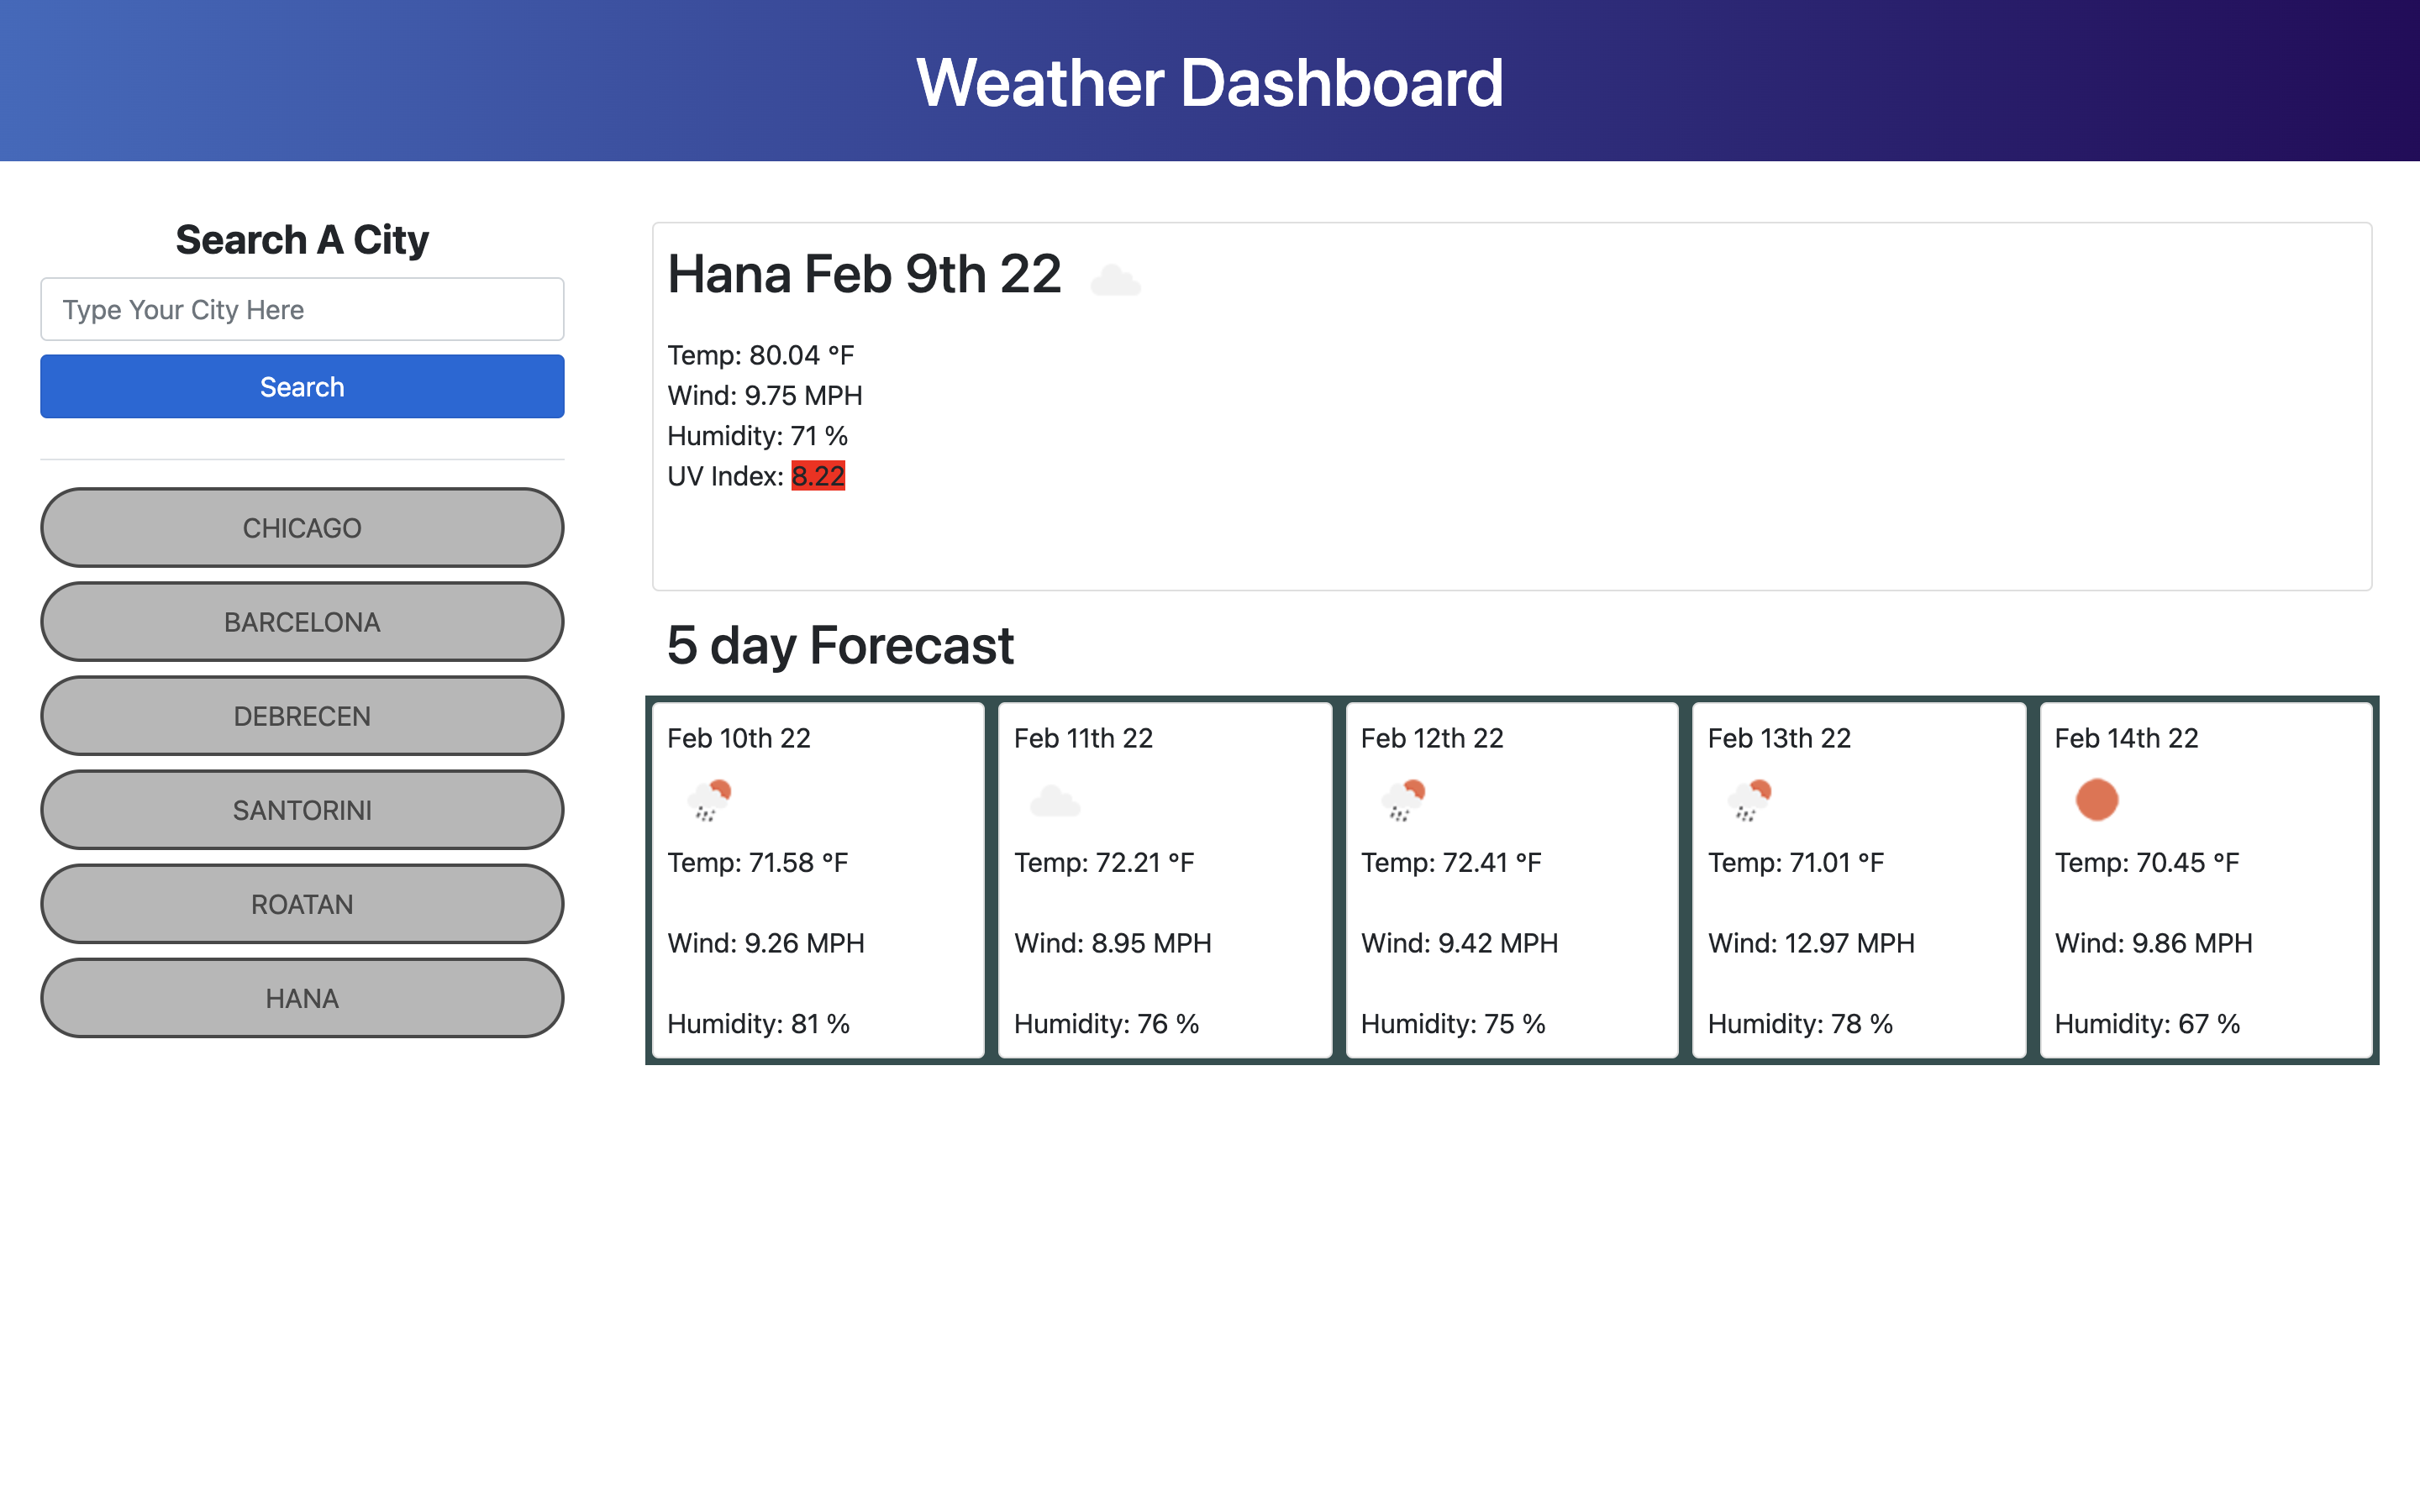 Weather Dashboard
Search A City
Type Your City Here
Search
CHICAGO
BARCELONA
DEBRECEN
SANTORINI
ROATAN
HANA
Hana Feb 9th 22
Temp: 80.04 °F
Wind: 9.75 MPH
Humidity: 71 %
UV Index: 8.22
5 day Forecast
Feb 10th 22
Temp: 71.58 °F
Wind: 9.26 MPH
Humidity: 81 %
Feb 11th 22
Temp: 72.21 °F
Wind: 8.95 MPH
Humidity: 76 %
Feb 12th 22
Temp: 72.41 °F
Wind: 9.42 MPH
Humidity: 75 %
Feb 13th 22
Temp: 71.01 °F
Wind: 12.97 MPH
Humidity: 78 %
Feb 14th 22
Temp: 70.45 °F
Wind: 9.86 MPH
Humidity: 67 %